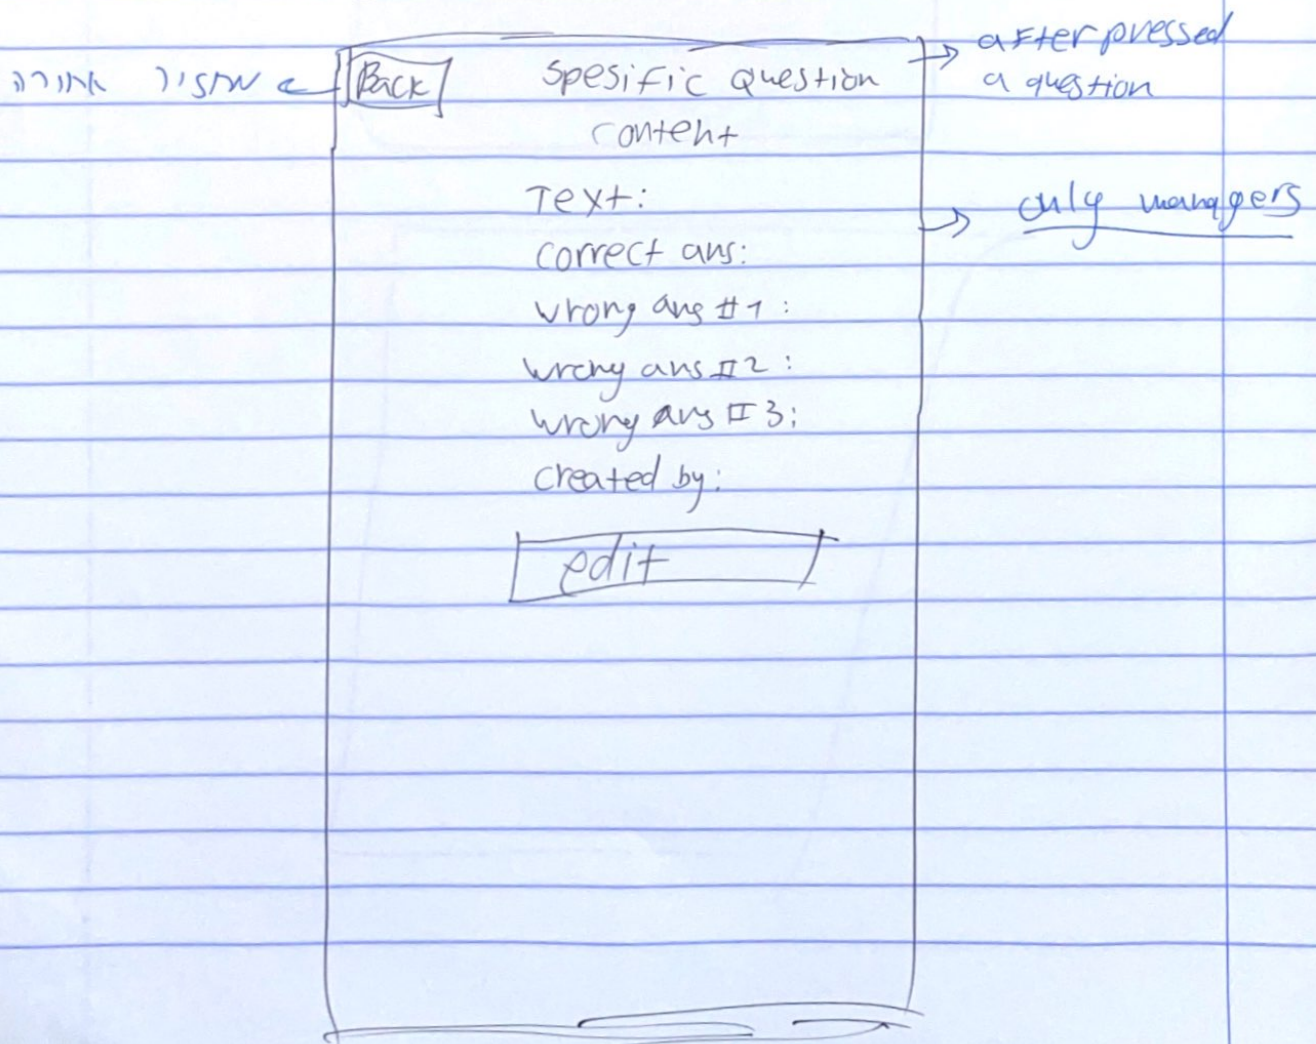 מחזיר אחורה
Back
Spesific Question
content
Text:
correct ans:
wrong ans #1:
wrong ans #2:
wrong ans #3:
created by:
edit
after pressed
a question
only managers